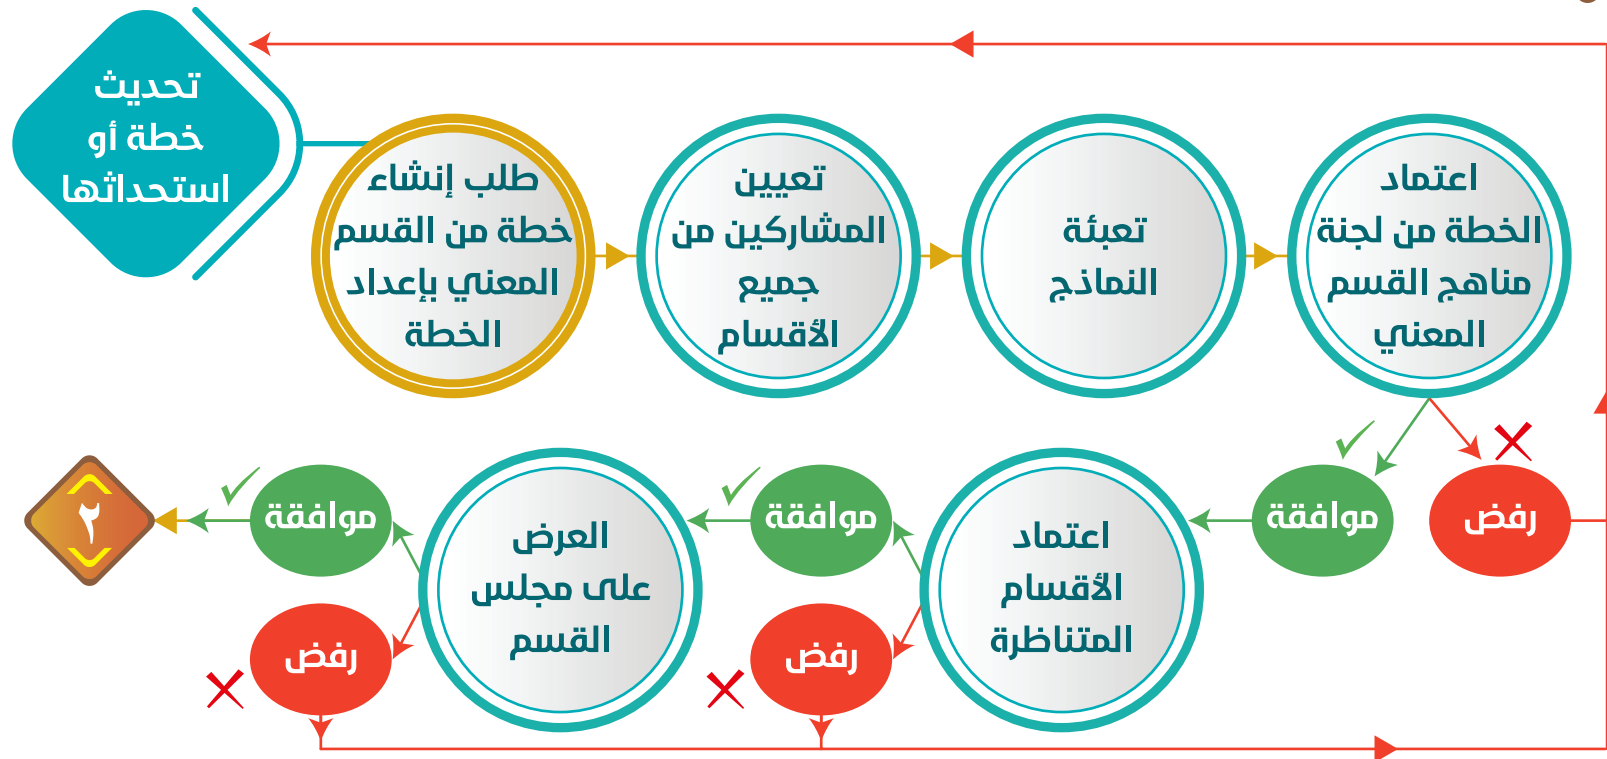 تحديث
خطة أو
استحداثها
طلب إنشاء
خطة من القسم
المعني بإعداد
الخطة
تعيين
المشاركين من
جميع
الأقسام
تعبئة
النماذج
اعتماد
الخطة من لجنة
مناهج القسم
المعني
رفض
موافقة
اعتماد
الأقسام
المتناظرة
موافقة
رفض
العرض
على مجلس
القسم
موافقة
رفض
٢